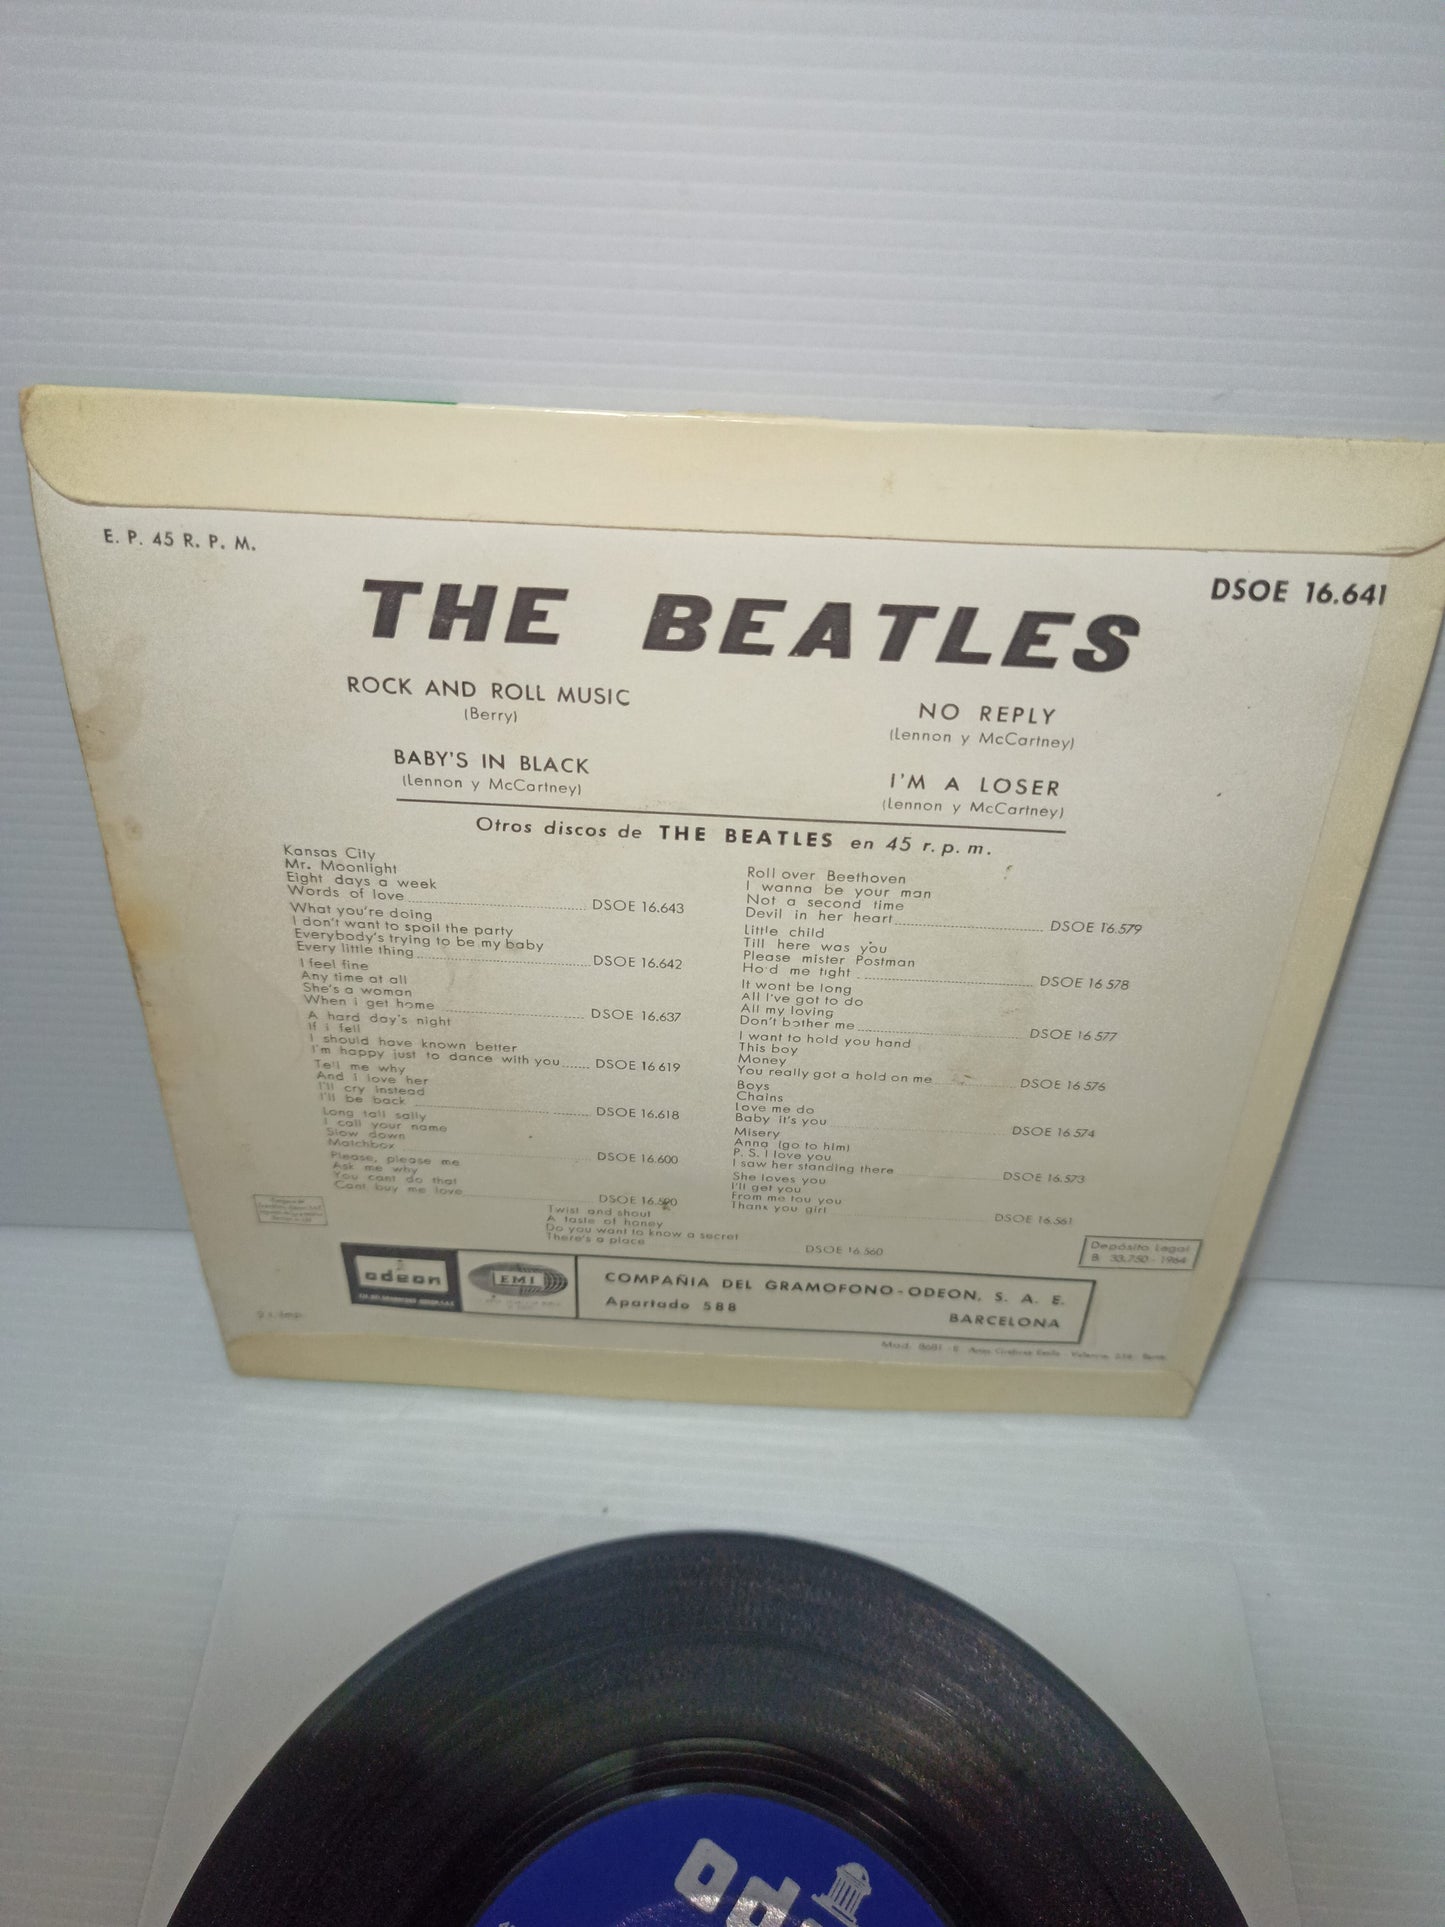 E. P. 45 R. P. M.
DSOE 16.641
THE BEATLES
ROCK AND ROLL MUSIC
(Berry)
BABY'S IN BLACK
(Lennon y McCartney)
NO REPLY
(Lennon y McCartney)
I'M A LOSER
(Lennon y McCartney)
Otros discos de THE BEATLES en 45 r. p. m.
Kansas City
Mr. Moonlight
Eight days a week
Words of love DSOE 16.643
What you're doing
I don't want to spoil the party
Everybody's trying to be my baby
Every little thing DSOE 16.642
I feel fine
Any time at all
She's a woman
When i get home DSOE 16.637
A hard day's night
If i fell
I should have known better
I'm happy just to dance with you DSOE 16.619
Tell me why
And i love her
I'll cry instead
I'll be back DSOE 16.618
Long tall sally
I call your name
Slow down
Matchbox DSOE 16.600
Please, please me
Ask me why
You cant do that
Cant buy me love DSOE 16.590
Roll over Beethoven
I wanna be your man
Not a second time
Devil in her heart DSOE 16.579
Little child
Till here was you
Please mister Postman
Ho'd me tight DSOE 16 578
It wont be long
All I've got to do
All my loving
Don't bother me DSOE 16 577
I want to hold you hand
This boy
Money
You really got a hold on me DSOE 16 576
Boys
Chains
Love me do
Baby it's you DSOE 16 574
Misery
Anna (go to him)
P. S. I love you
I saw her standing there DSOE 16.573
She loves you
I'll get you
From me tou you
Thank you girl DSOE 16.561
Twist and shout
A taste of honey
Do you want to know a secret
There's a place DSOE 16.560
Depósito Legal
B. 33.750 - 1964
odeon
EMI
COMPAÑIA DEL GRAMOFONO-ODEON, S. A. E.
Apartado 588
BARCELONA
Mod. 8681 - E